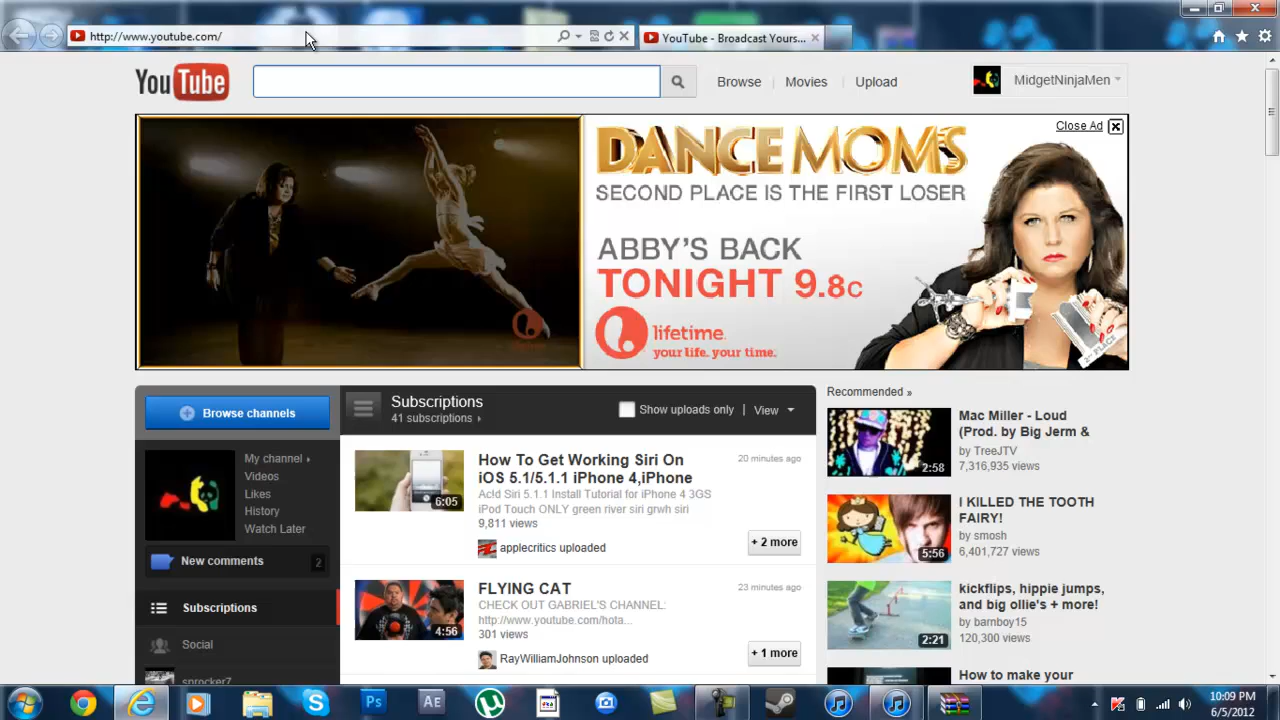 http://www.youtube.com/
YouTube - Broadcast Yours...
YouTube
Browse
Movies
Upload
MidgetNinjaMen
Close Ad
DANCE MOMS
SECOND PLACE IS THE FIRST LOSER
ABBY'S BACK
TONIGHT 9.8C
lifetime.
your life. your time.
2nd PLACE
Browse channels
My channel
Videos
Likes
History
Watch Later
New comments
2
Subscriptions
Social
sprocker7
Subscriptions
41 subscriptions
Show uploads only
View
How To Get Working Siri On
iOS 5.1/5.1.1 iPhone 4,iPhone
20 minutes ago
Acid Siri 5.1.1 Install Tutorial for iPhone 4 3GS
iPod Touch ONLY green river siri grwh siri
9,811 views
6:05
applecritics uploaded
+ 2 more
FLYING CAT
23 minutes ago
CHECK OUT GABRIEL'S CHANNEL:
http://www.youtube.com/hota...
301 views
4:56
RayWilliamJohnson uploaded
+ 1 more
Recommended »
Mac Miller - Loud
(Prod. by Big Jerm &
by TreeJTV
7,316,935 views
2:58
I KILLED THE TOOTH
FAIRY!
by smosh
6,401,727 views
5:56
kickflips, hippie jumps,
and big ollie's + more!
by barnboy15
120,300 views
2:21
How to make your
Ps
AE
10:09 PM
6/5/2012